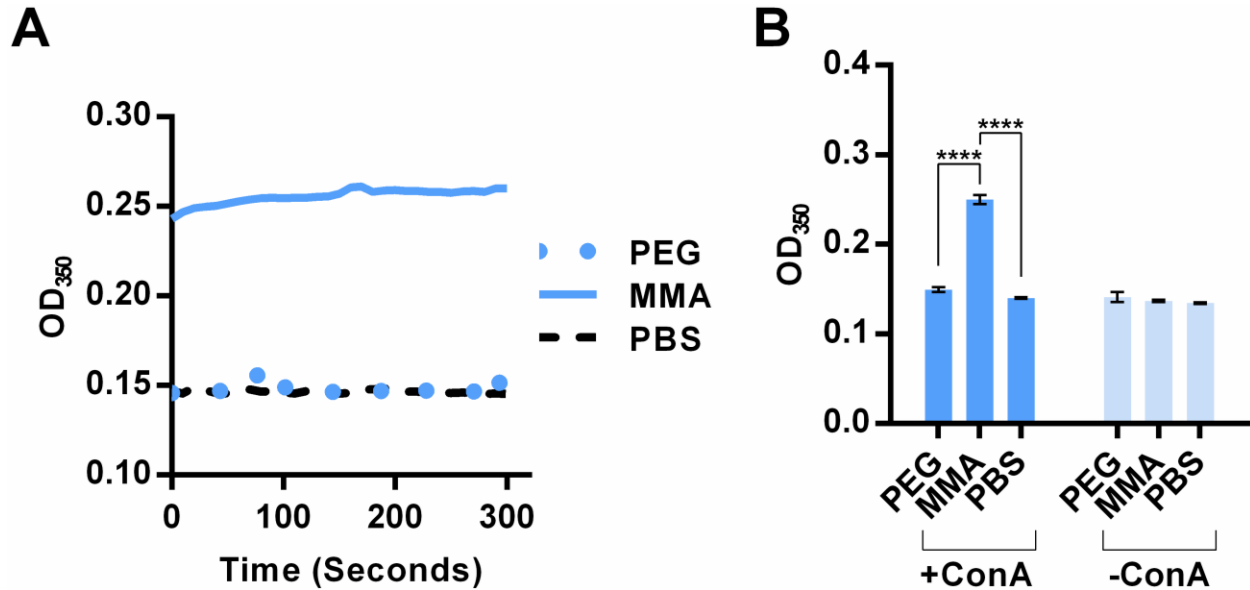 A
0.30
0.25
0.20
0.15
0.10
OD350
0
100
200
300
Time (Seconds)
PEG
MMA
PBS
B
0.4
0.3
0.2
0.1
0.0
OD350
****
****
PEG
MMA
PBS
PEG
MMA
PBS
+ConA
-ConA